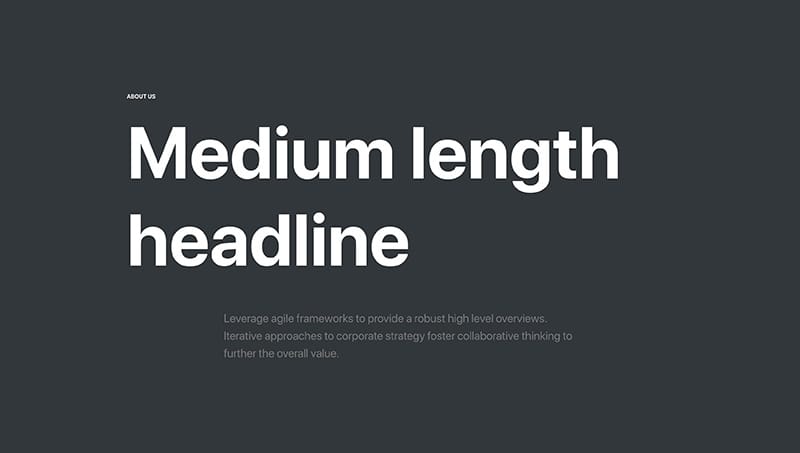 ABOUT US
Medium length
headline
Leverage agile frameworks to provide a robust high level overviews.
Iterative approaches to corporate strategy foster collaborative thinking to
further the overall value.